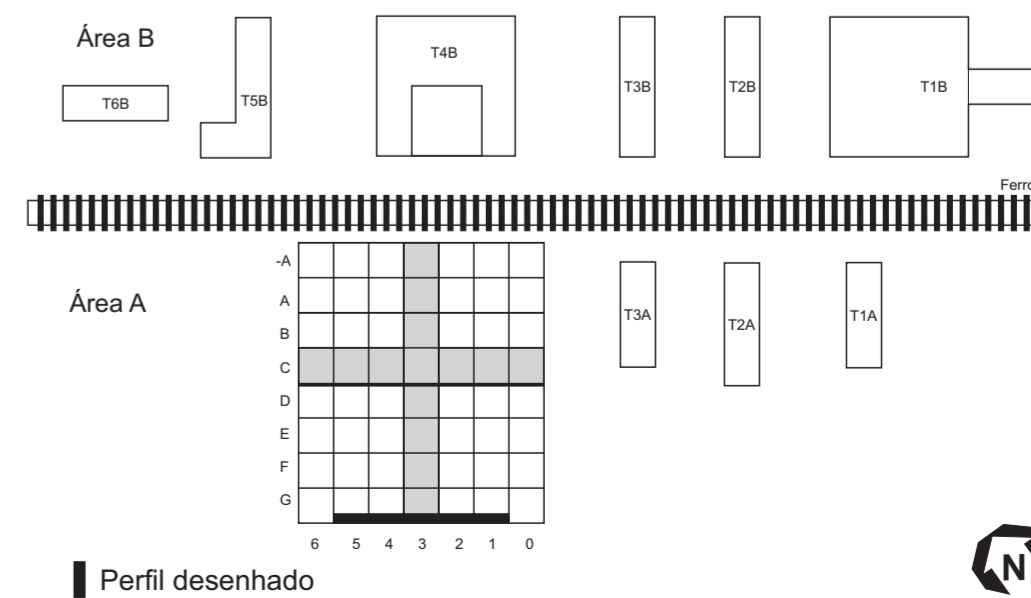 Área B
T6B
T5B
T4B
T3B
T2B
T1B
Ferro
Área A
-A
A
B
C
D
E
F
G
6 5 4 3 2 1 0
T3A
T2A
T1A
Perfil desenhado
N